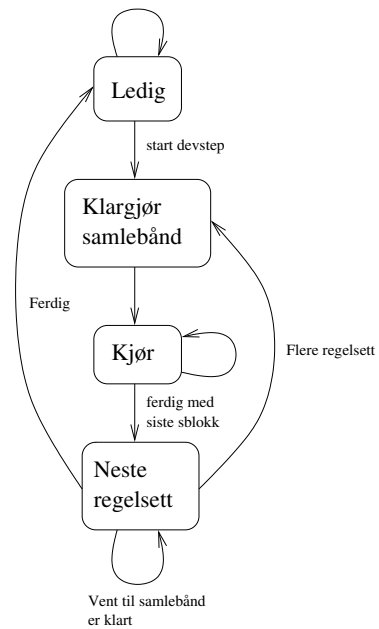 Ledig
start devstep
Klargjør
samlebånd
Ferdig
Kjør
Flere regelsett
ferdig med
siste sblokk
Neste
regelsett
Vent til samlebånd
er klart